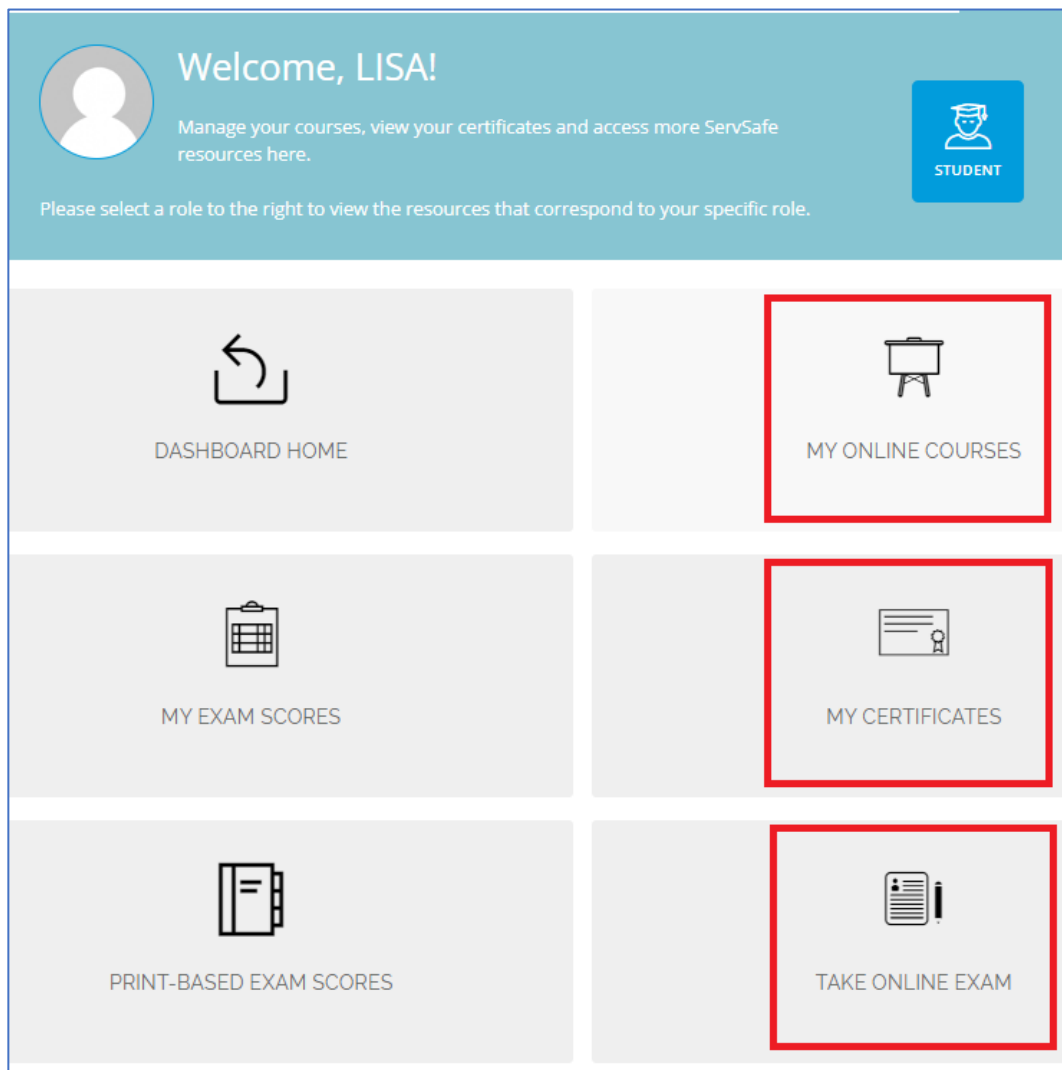 Welcome, LISA!
Manage your courses, view your certificates and access more ServSafe
resources here.
STUDENT
Please select a role to the right to view the resources that correspond to your specific role.
DASHBOARD HOME
MY ONLINE COURSES
MY EXAM SCORES
MY CERTIFICATES
PRINT-BASED EXAM SCORES
TAKE ONLINE EXAM